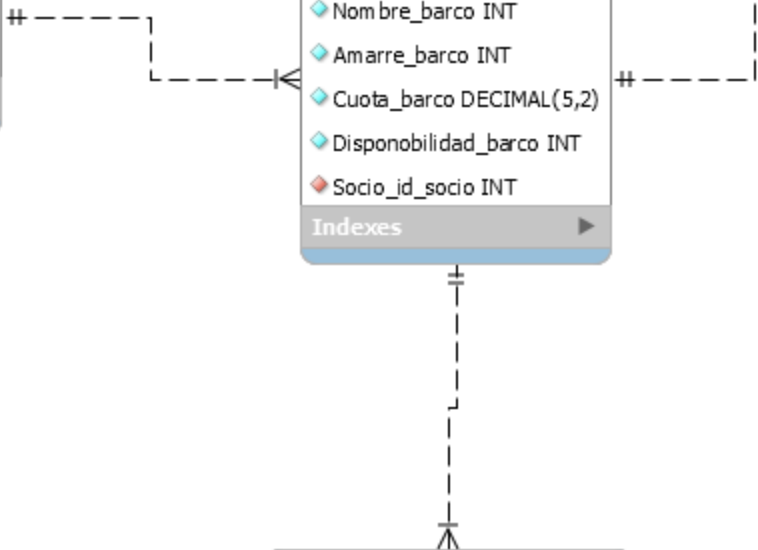 Nombre_barco INT
Amarre_barco INT
Cuota_barco DECIMAL(5,2)
Disponobilidad_barco INT
Socio_id_socio INT
Indexes